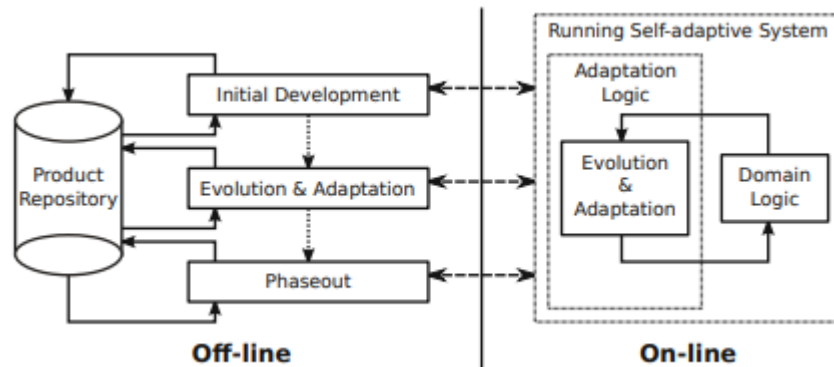 Running Self-adaptive System
Initial Development
Adaptation
Logic
Product
Repository
Evolution & Adaptation
Evolution
&
Adaptation
Domain
Logic
Phaseout
Off-line
On-line